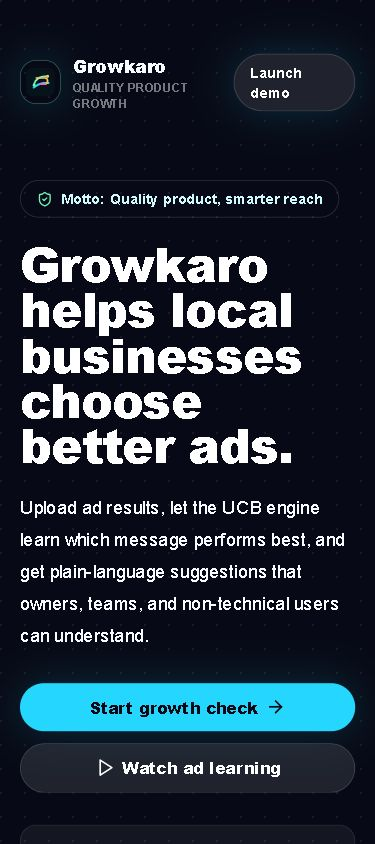 Growkaro
QUALITY PRODUCT
GROWTH
Launch
demo
Motto: Quality product, smarter reach
Growkaro
helps local
businesses
choose
better ads.
Upload ad results, let the UCB engine
learn which message performs best, and
get plain-language suggestions that
owners, teams, and non-technical users
can understand.
Start growth check
Watch ad learning